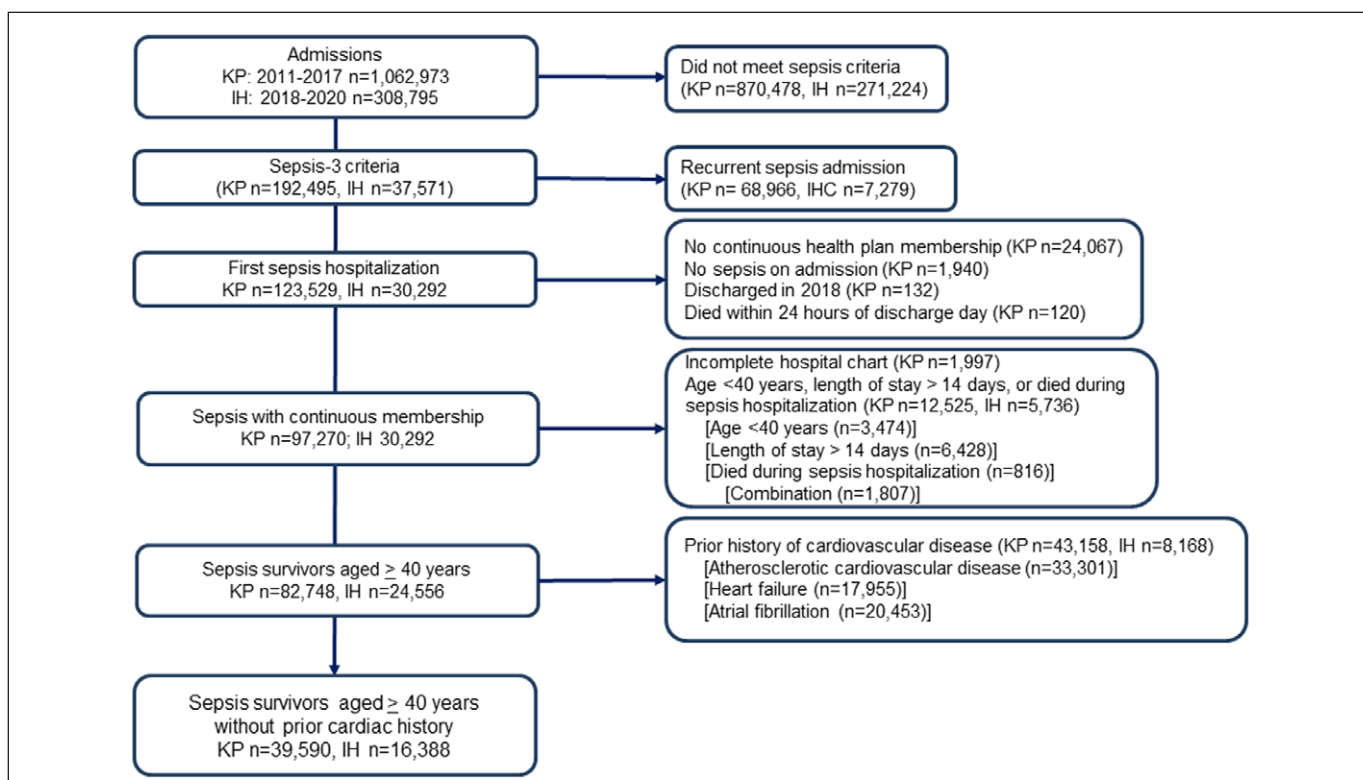 Admissions
KP: 2011-2017 n=1,062,973
IH: 2018-2020 n=308,795
Did not meet sepsis criteria
(KP n=870,478, IH n=271,224)
Sepsis-3 criteria
(KP n=192,495, IH n=37,571)
Recurrent sepsis admission
(KP n= 68,966, IHC n=7,279)
First sepsis hospitalization
KP n=123,529, IH n=30,292
No continuous health plan membership (KP n=24,067)
No sepsis on admission (KP n=1,940)
Discharged in 2018 (KP n=132)
Died within 24 hours of discharge day (KP n=120)
Sepsis with continuous membership
KP n=97,270; IH 30,292
Incomplete hospital chart (KP n=1,997)
Age <40 years, length of stay > 14 days, or died during
sepsis hospitalization (KP n=12,525, IH n=5,736)
[Age <40 years (n=3,474]
[Length of stay > 14 days (n=6,428)]
[Died during sepsis hospitalization (n=816)]
[Combination (n=1,807)]
Sepsis survivors aged ≥ 40 years
KP n=82,748, IH n=24,556
Prior history of cardiovascular disease (KP n=43,158, IH n=8,168)
[Atherosclerotic cardiovascular disease (n=33,301)]
[Heart failure (n=17,955)]
[Atrial fibrillation (n=20,453)]
Sepsis survivors aged ≥ 40 years
without prior cardiac history
KP n=39,590, IH n=16,388